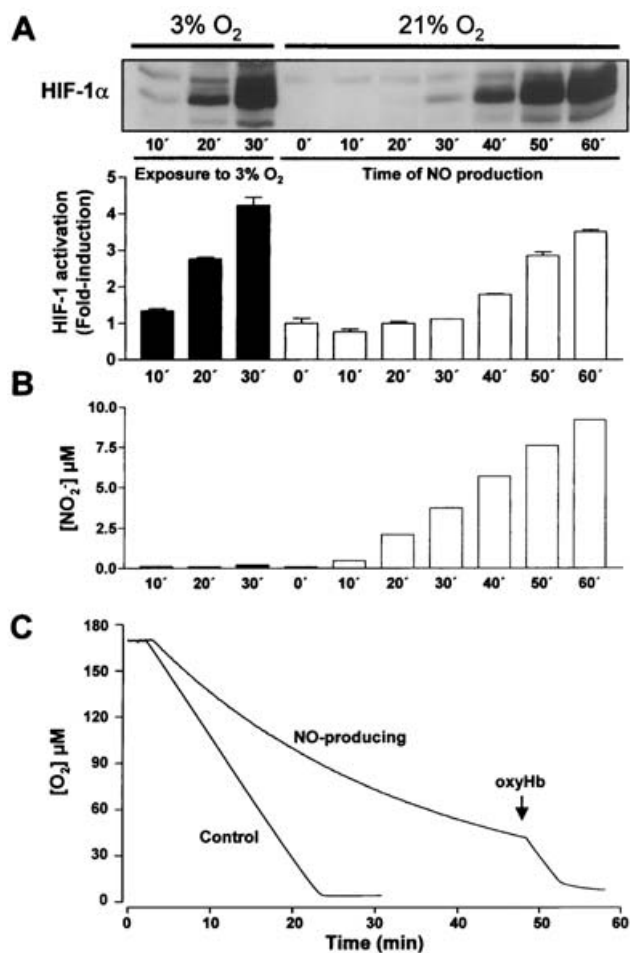 A
3% O₂ 21% O₂
HIF-1α
10´ 20´ 30´ 0´ 10´ 20´ 30´ 40´ 50´ 60´
Exposure to 3% O₂ Time of NO production
HIF-1 activation
(Fold-induction)
5
4
3
2
1
0
10´ 20´ 30´ 0´ 10´ 20´ 30´ 40´ 50´ 60´
B
[NO₂⁻] µM
10.0
7.5
5.0
2.5
0.0
10´ 20´ 30´ 0´ 10´ 20´ 30´ 40´ 50´ 60´
C
[O₂] µM
180
150
120
90
60
30
0
NO-producing
oxyHb
Control
0 10 20 30 40 50 60
Time (min)